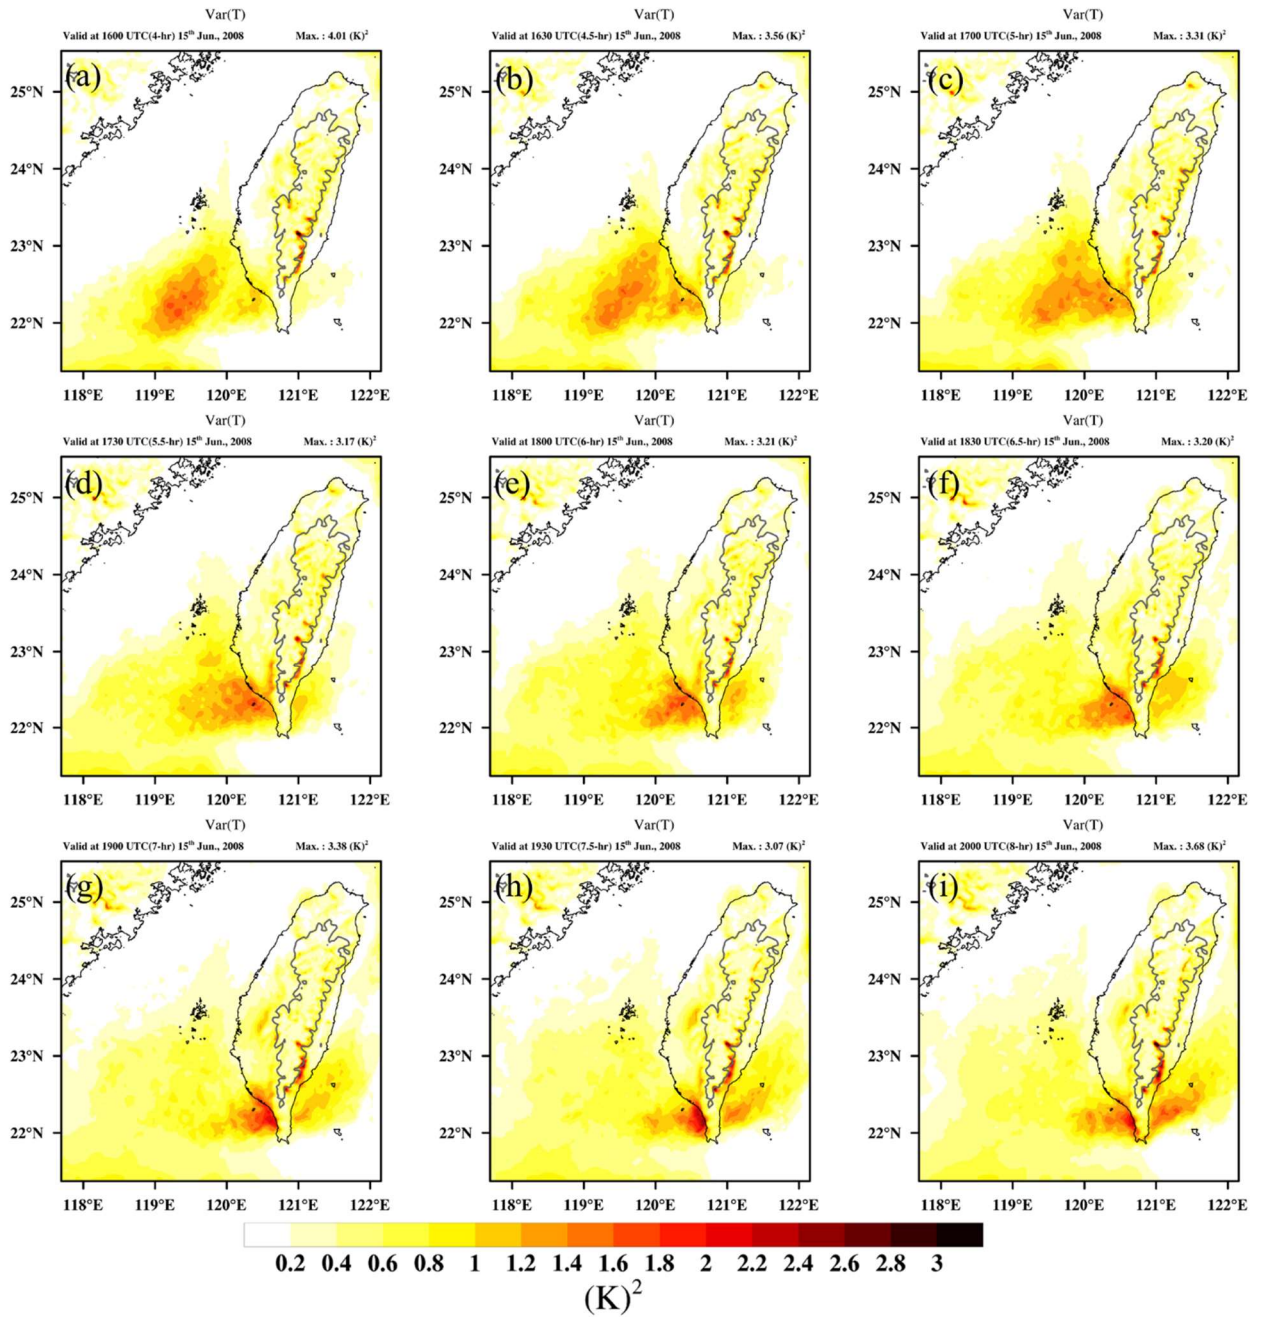 Var(T) Var(T) Var(T)
Valid at 1600 UTC(4-hr) 15th Jun., 2008 Max. : 4.01 (K)2 Valid at 1630 UTC(4.5-hr) 15th Jun., 2008 Max. : 3.56 (K)2 Valid at 1700 UTC(5-hr) 15th Jun., 2008 Max. : 3.31 (K)2
(a) (b) (c)
25°N 25°N 25°N
24°N 24°N 24°N
23°N 23°N 23°N
22°N 22°N 22°N
118°E 119°E 120°E 121°E 122°E 118°E 119°E 120°E 121°E 122°E 118°E 119°E 120°E 121°E 122°E
Var(T) Var(T) Var(T)
Valid at 1730 UTC(5.5-hr) 15th Jun., 2008 Max. : 3.17 (K)2 Valid at 1800 UTC(6-hr) 15th Jun., 2008 Max. : 3.21 (K)2 Valid at 1830 UTC(6.5-hr) 15th Jun., 2008 Max. : 3.20 (K)2
(d) (e) (f)
25°N 25°N 25°N
24°N 24°N 24°N
23°N 23°N 23°N
22°N 22°N 22°N
118°E 119°E 120°E 121°E 122°E 118°E 119°E 120°E 121°E 122°E 118°E 119°E 120°E 121°E 122°E
Var(T) Var(T) Var(T)
Valid at 1900 UTC(7-hr) 15th Jun., 2008 Max. : 3.38 (K)2 Valid at 1930 UTC(7.5-hr) 15th Jun., 2008 Max. : 3.07 (K)2 Valid at 2000 UTC(8-hr) 15th Jun., 2008 Max. : 3.68 (K)2
(g) (h) (i)
25°N 25°N 25°N
24°N 24°N 24°N
23°N 23°N 23°N
22°N 22°N 22°N
118°E 119°E 120°E 121°E 122°E 118°E 119°E 120°E 121°E 122°E 118°E 119°E 120°E 121°E 122°E
0.2 0.4 0.6 0.8 1 1.2 1.4 1.6 1.8 2 2.2 2.4 2.6 2.8 3
(K)2